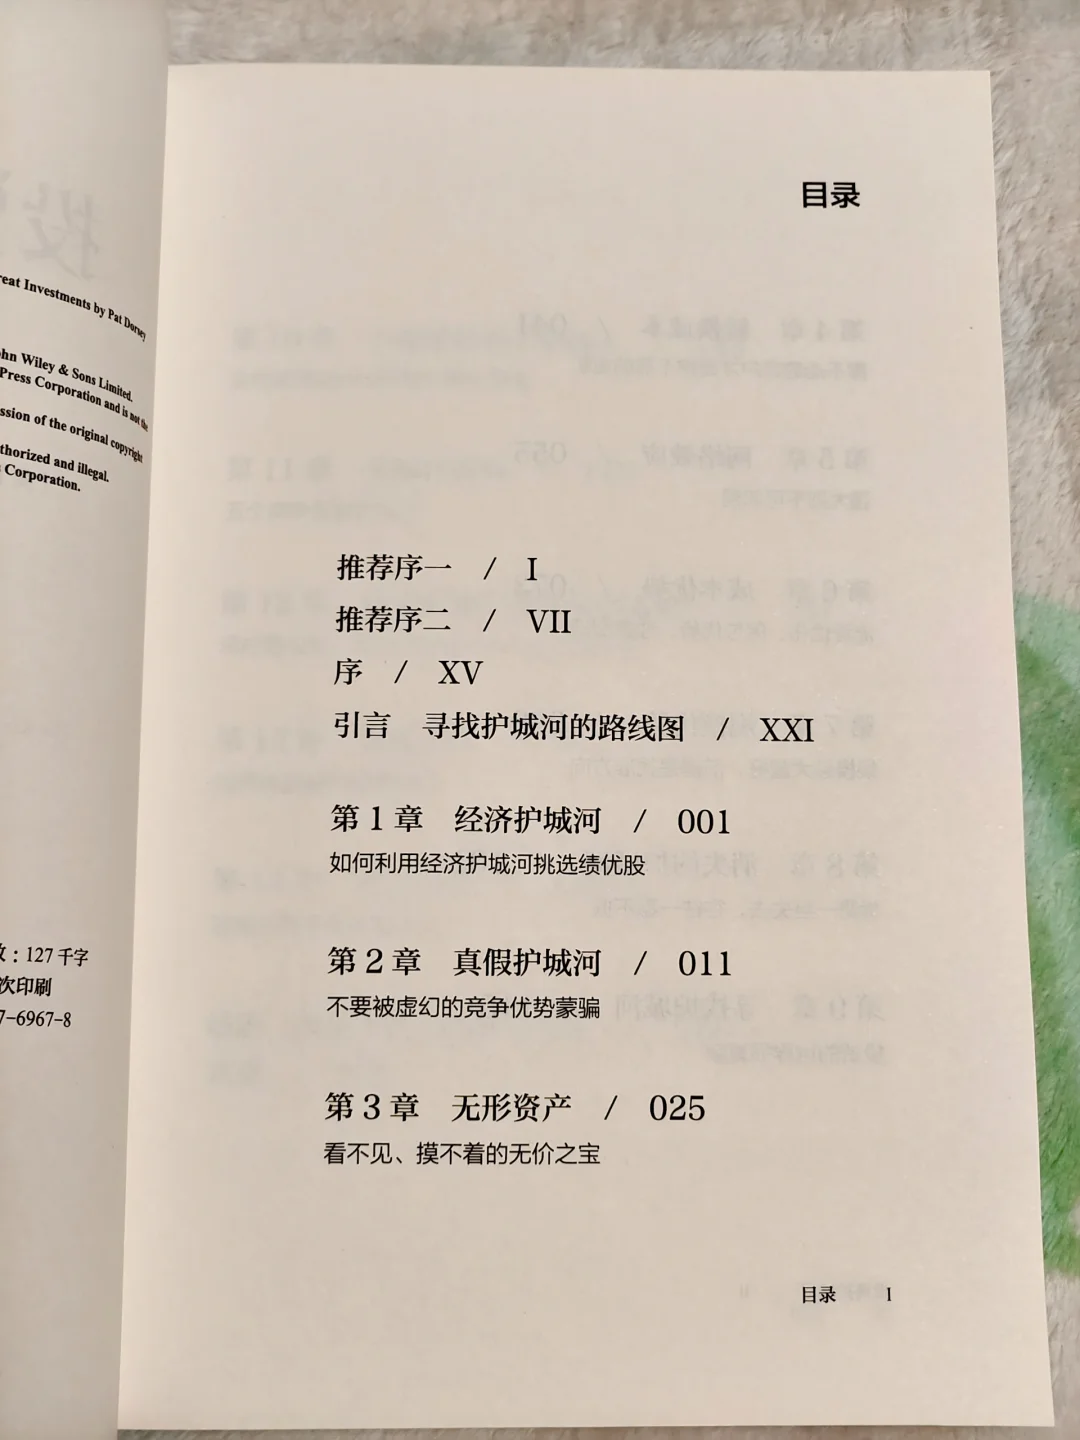 reat Investments by Pat Dorsey
hn Wiley & Sons Limited.
Press Corporation and is not the
ssion of the original copyright
thorized and illegal.
Corporation.
数：127 千字
次印刷
7-6967-8
目录
推荐序一 / I
推荐序二 / VII
序 / XV
引言 寻找护城河的路线图 / XXI
第 1 章 经济护城河 / 001
如何利用经济护城河挑选绩优股
第 2 章 真假护城河 / 011
不要被虚幻的竞争优势蒙骗
第 3 章 无形资产 / 025
看不见、摸不着的无价之宝
目录 I